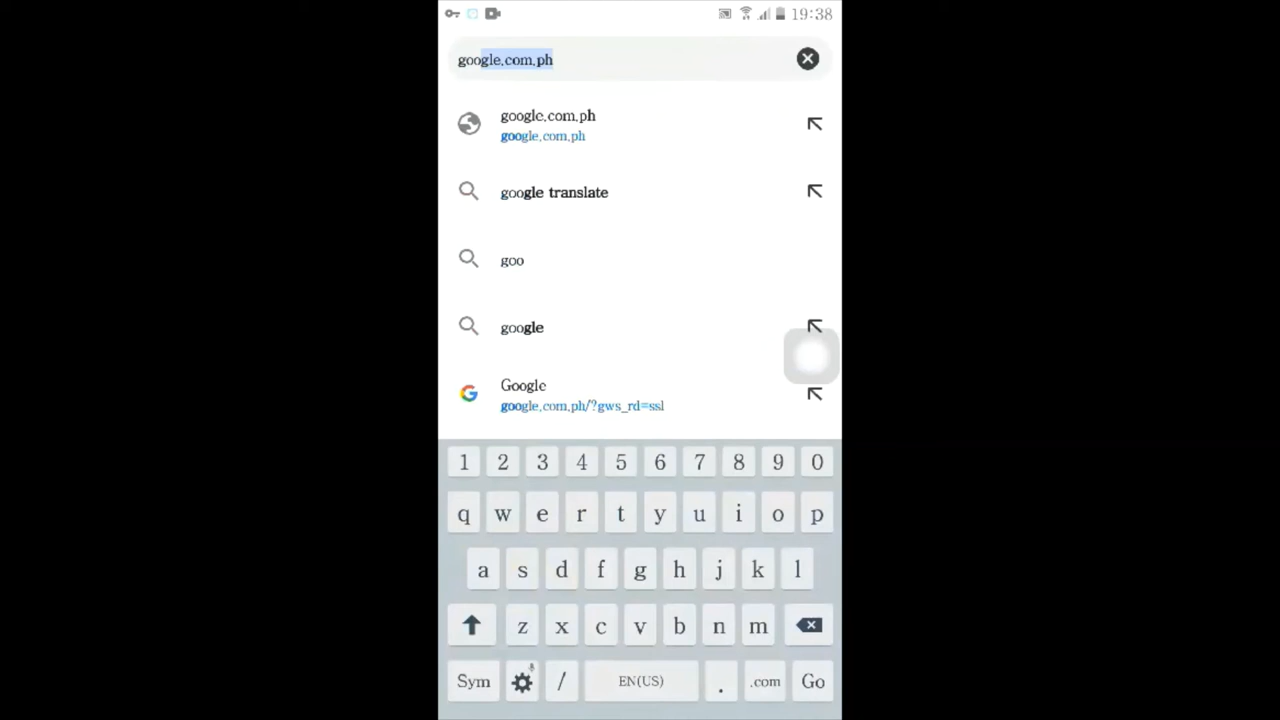 19:38
google.com.ph
google.com.ph
google.com.ph
google translate
goo
google
Google
google.com.ph/?gws_rd=ssl
1 2 3 4 5 6 7 8 9 0
q w e r t y u i o p
a s d f g h j k l
z x c v b n m
Sym / EN(US) . .com Go